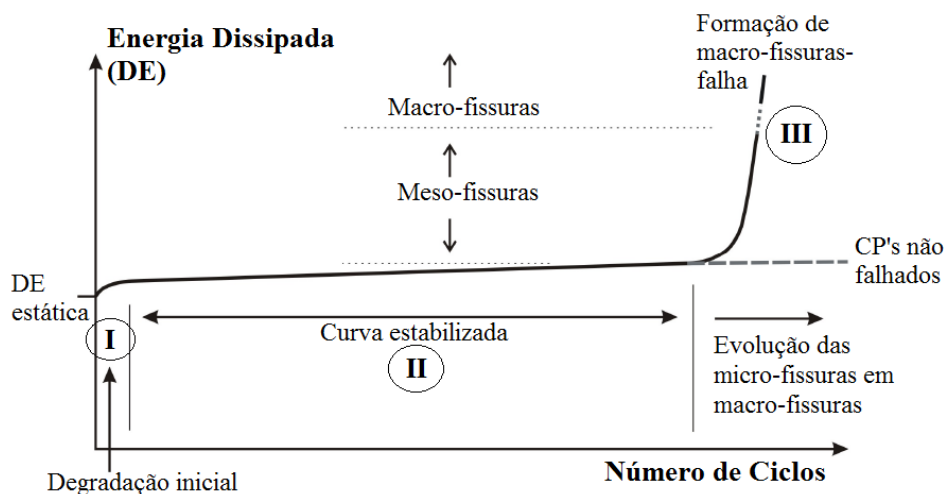 Energia Dissipada
(DE)
Formação de
macro-fissuras-
falha
Macro-fissuras
III
Meso-fissuras
CP's não
falhados
DE
estática
I
Curva estabilizada
II
Evolução das
micro-fissuras em
macro-fissuras
Número de Ciclos
Degradação inicial